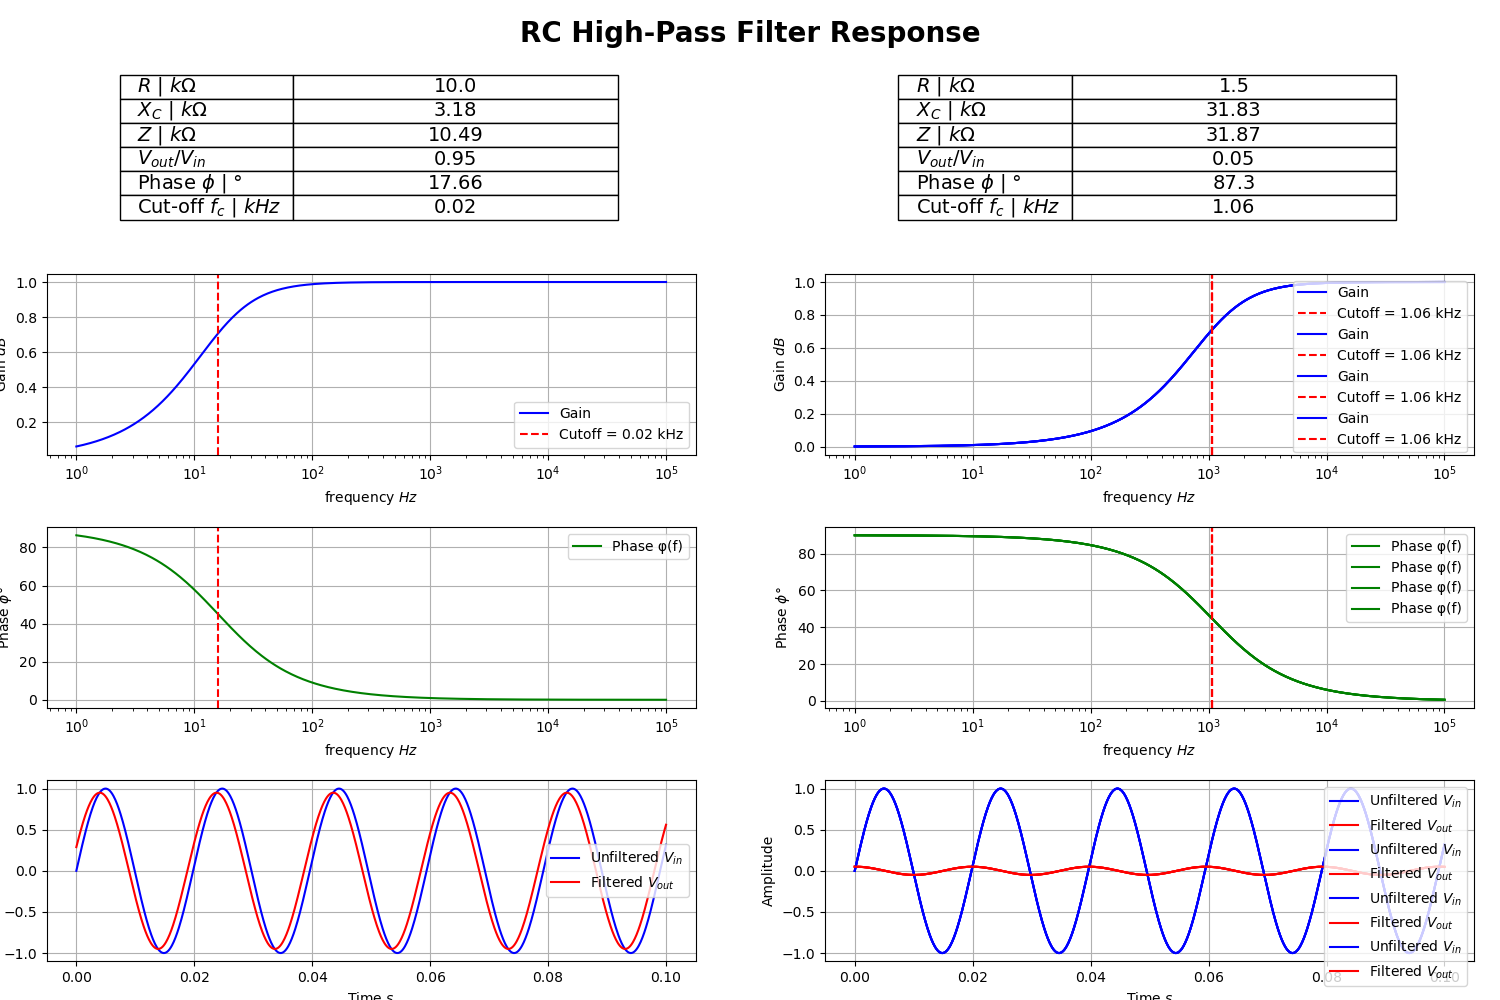 RC High-Pass Filter Response
R | kΩ 10.0
X_C | kΩ 3.18
Z | kΩ 10.49
V_out/V_in 0.95
Phase ϕ | ° 17.66
Cut-off f_c | kHz 0.02
R | kΩ 1.5
X_C | kΩ 31.83
Z | kΩ 31.87
V_out/V_in 0.05
Phase ϕ | ° 87.3
Cut-off f_c | kHz 1.06
Gain dB
1.0
0.8
0.6
0.4
0.2
Gain
Cutoff = 0.02 kHz
10^0 10^1 10^2 10^3 10^4 10^5
frequency Hz
Gain dB
1.0
0.8
0.6
0.4
0.2
0.0
Gain
Cutoff = 1.06 kHz
Gain
Cutoff = 1.06 kHz
Gain
Cutoff = 1.06 kHz
Gain
Cutoff = 1.06 kHz
10^0 10^1 10^2 10^3 10^4 10^5
frequency Hz
Phase ϕ°
80
60
40
20
0
Phase φ(f)
10^0 10^1 10^2 10^3 10^4 10^5
frequency Hz
Phase ϕ°
80
60
40
20
0
Phase φ(f)
Phase φ(f)
Phase φ(f)
Phase φ(f)
10^0 10^1 10^2 10^3 10^4 10^5
frequency Hz
1.0
0.5
0.0
−0.5
−1.0
Unfiltered V_in
Filtered V_out
0.00 0.02 0.04 0.06 0.08 0.10
Time s
Amplitude
1.0
0.5
0.0
−0.5
−1.0
Unfiltered V_in
Filtered V_out
Unfiltered V_in
Filtered V_out
Unfiltered V_in
Filtered V_out
Unfiltered V_in
Filtered V_out
0.00 0.02 0.04 0.06 0.08 0.10
Time s